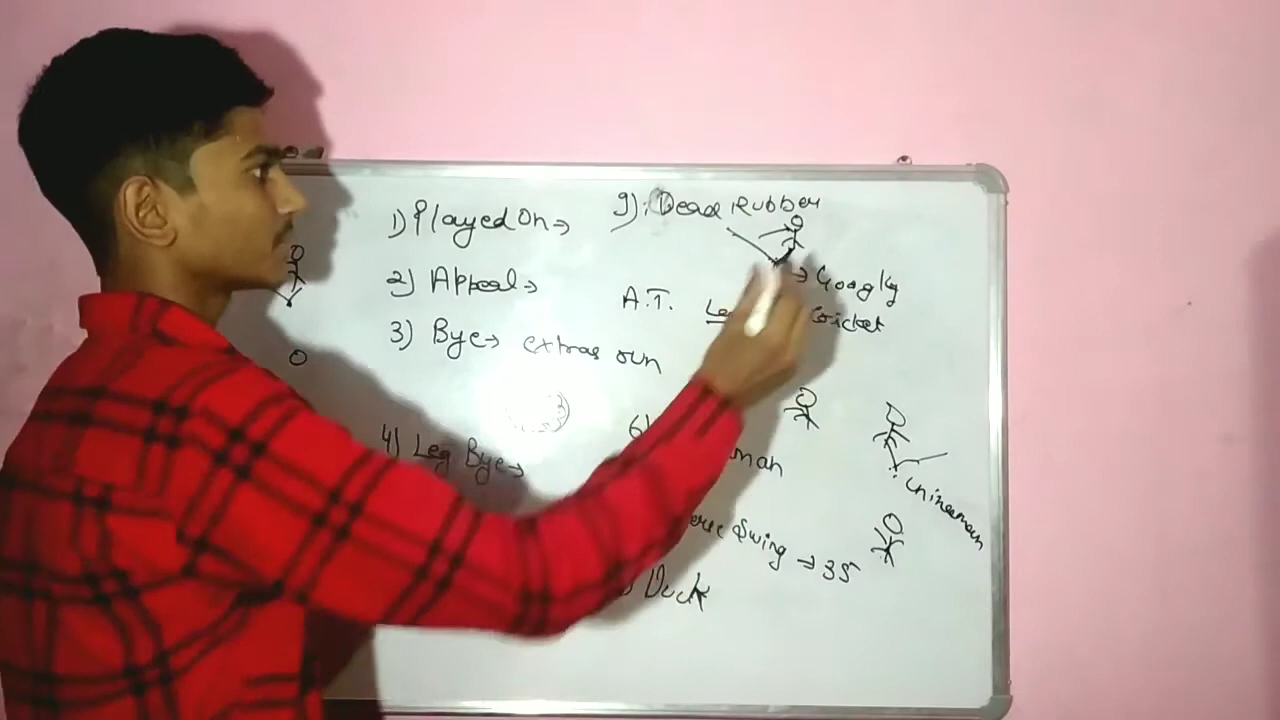 1) Played On →
2) Appeal →
3) Bye → extras run
4) Leg Bye →
9) Dead Rubber
→ Googly
A.T. Cricket
6)
man
Swing → 35
Duck
Chinaman